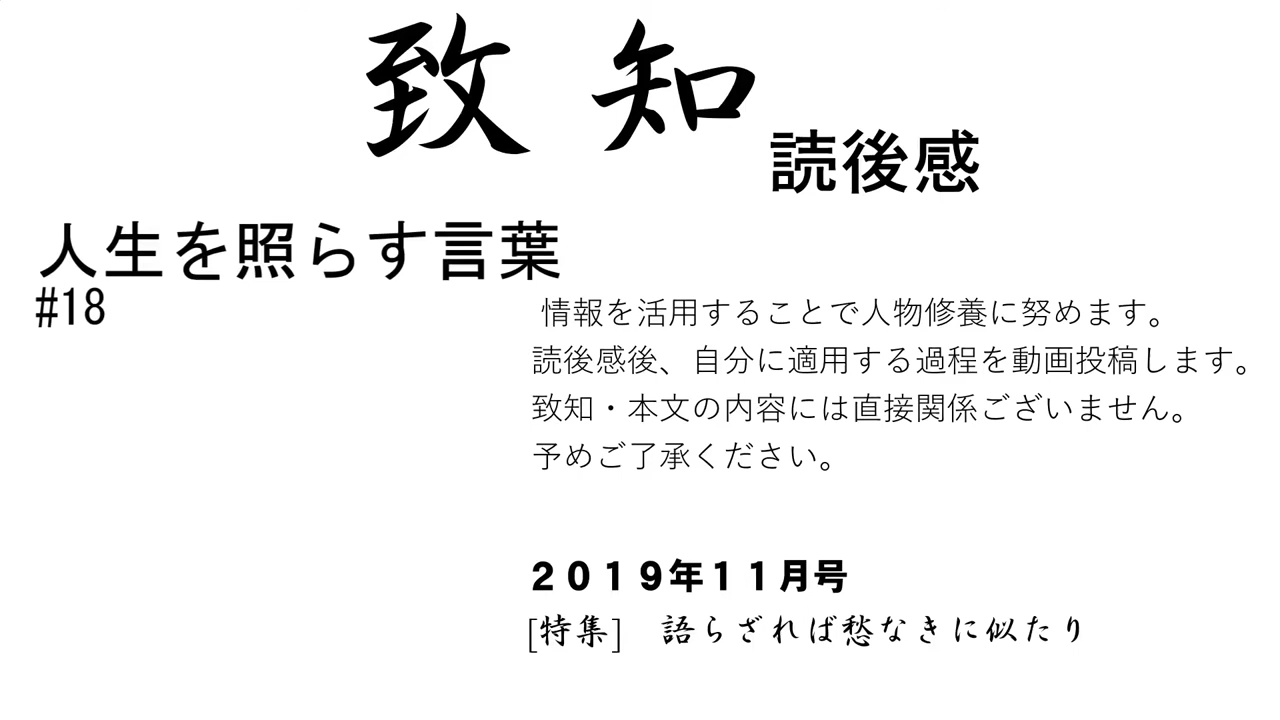 致知
読後感
人生を照らす言葉
#18
情報を活用することで人物修養に努めます。
読後感後、自分に適用する過程を動画投稿します。
致知・本文の内容には直接関係ございません。
予めご了承ください。
２０１９年１１月号
[特集]　語らざれば愁なきに似たり